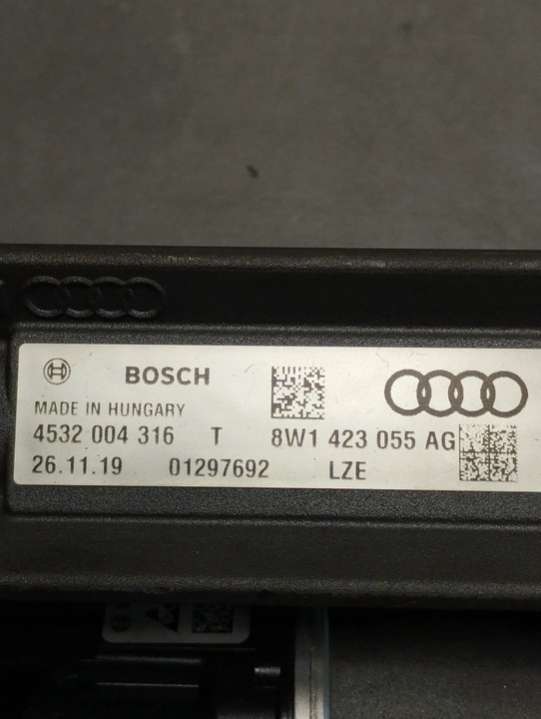 BOSCH
MADE IN HUNGARY
4532 004 316 T 8W1 423 055 AG
26.11.19 01297692 LZE